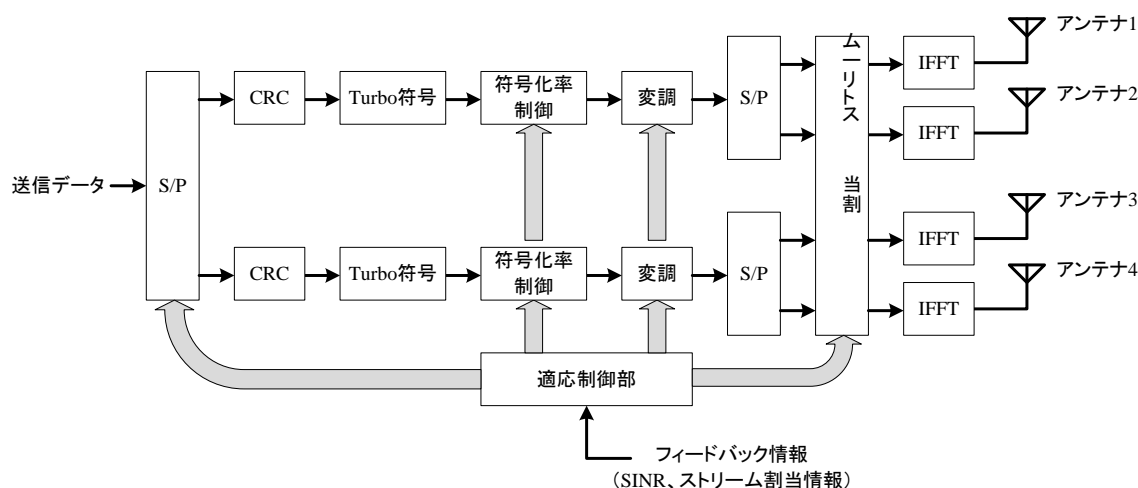 アンテナ1
アンテナ2
アンテナ3
アンテナ4
送信データ
S/P
CRC
Turbo符号
符号化率
制御
変調
S/P
ムーリトス
当割
IFFT
IFFT
CRC
Turbo符号
符号化率
制御
変調
S/P
IFFT
IFFT
適応制御部
フィードバック情報
(SINR、ストリーム割当情報)